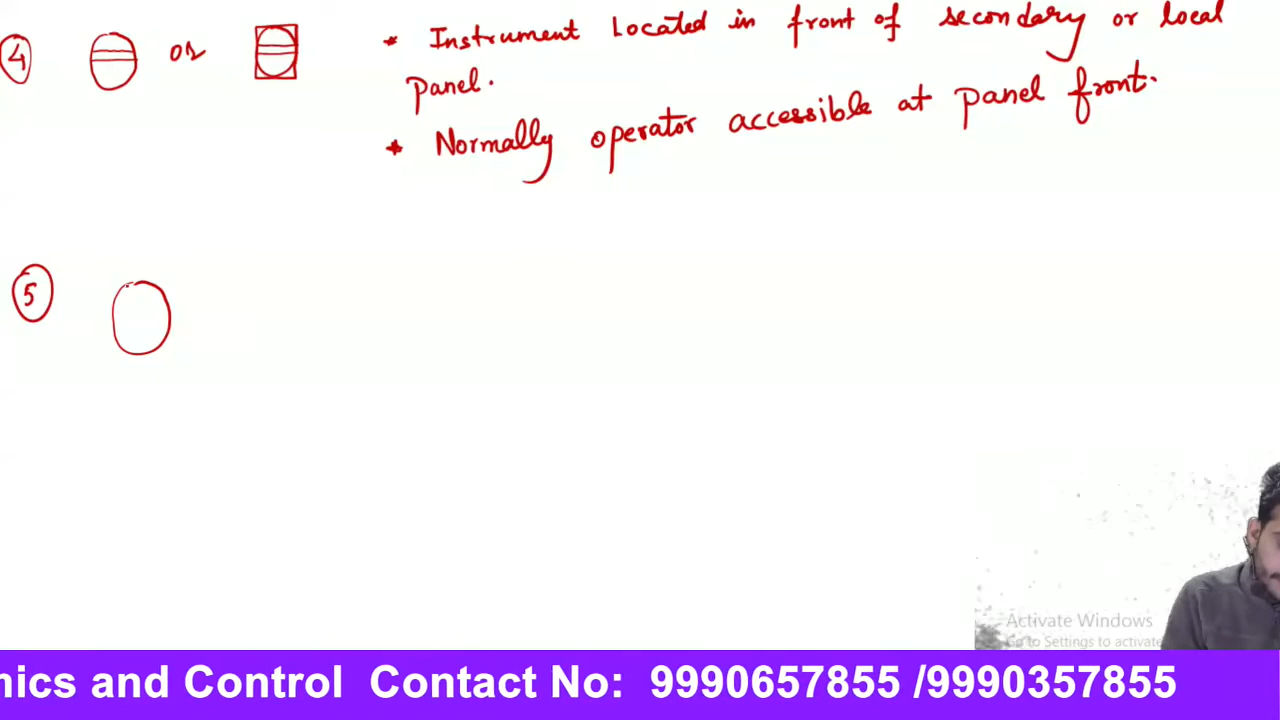 4 or * Instrument Located in front of secondary or local
Panel.
* Normally operator accessible at panel front.
5
Activate Windows
Go to Settings to activate
mics and Control Contact No: 9990657855 /9990357855